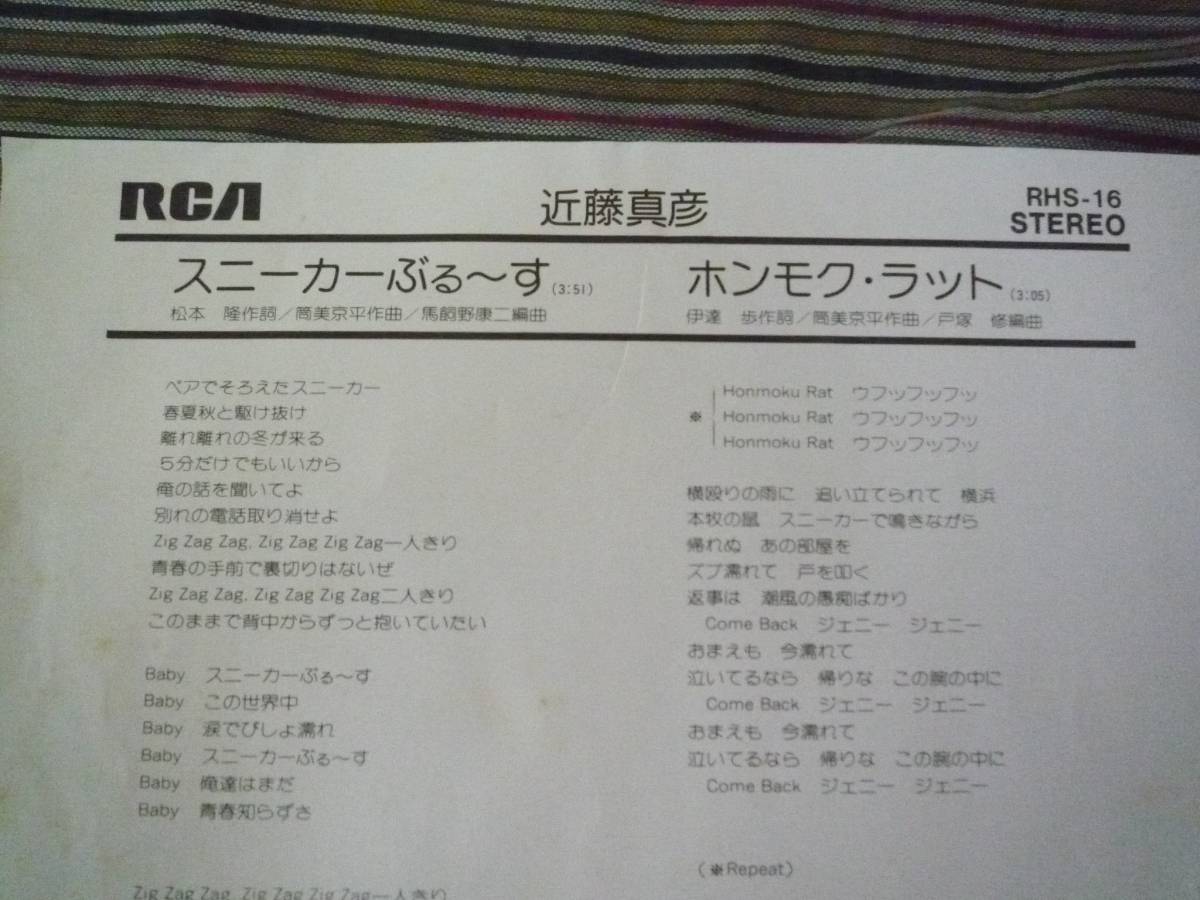 RCA
近藤真彦
RHS-16
STEREO
スニーカーぶる〜す(3:51)
松本 隆作詞/筒美京平作曲/馬飼野康二編曲
ペアでそろえたスニーカー
春夏秋と駆け抜け
離れ離れの冬が来る
5分だけでもいいから
俺の話を聞いてよ
別れの電話取り消せよ
Zig Zag Zag, Zig Zag Zig Zag一人きり
青春の手前で裏切りはないぜ
Zig Zag Zag, Zig Zag Zig Zag二人きり
このままで背中からずっと抱いていたい
Baby スニーカーぶる〜す
Baby この世界中
Baby 涙でびしょ濡れ
Baby スニーカーぶる〜す
Baby 俺達はまだ
Baby 青春知らずさ
Zig Zag Zag, Zig Zag Zig Zag一人きり
ホンモク・ラット(3:05)
伊達 歩作詞/筒美京平作曲/戸塚 修編曲
Honmoku Rat ウフッフッフッ
※ Honmoku Rat ウフッフッフッ
Honmoku Rat ウフッフッフッ
横殴りの雨に 追い立てられて 横浜
本牧の鼠 スニーカーで鳴きながら
帰れぬ あの部屋を
ズブ濡れて 戸を叩く
返事は 潮風の愚痴ばかり
Come Back ジェニー ジェニー
おまえも 今濡れて
泣いてるなら 帰りな この腕の中に
Come Back ジェニー ジェニー
おまえも 今濡れて
泣いてるなら 帰りな この腕の中に
Come Back ジェニー ジェニー
(※Repeat)